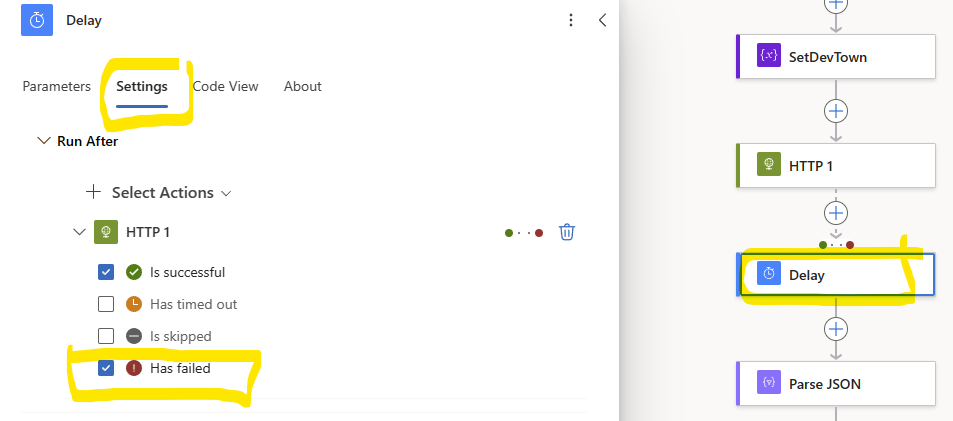 Delay
Parameters Settings Code View About
Run After
Select Actions
HTTP 1
Is successful
Has timed out
Is skipped
Has failed
SetDevTown
HTTP 1
Delay
Parse JSON